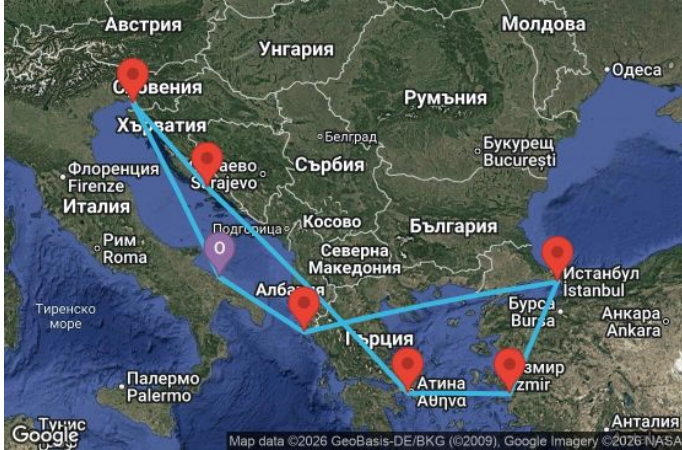 Австрия
Молдова
Унгария
Одеса
Словения
Румъния
Хърватия
Белград
Букурещ
București
Флоренция
Firenze
Сърбия
Sarajevo
Италия
Косово
България
Подгорица
Рим
Roma
Северна
Македония
Албания
Истанбул
İstanbul
Бурса
Bursa
Анкара
Ankara
Тиренско
море
Гърция
Палермо
Palermo
Атина
Αθήνα
Измир
Izmir
Анталия
Тунис
O
Google
Map data ©2026 GeoBasis-DE/BKG (©2009), Google Imagery ©2026 NASA